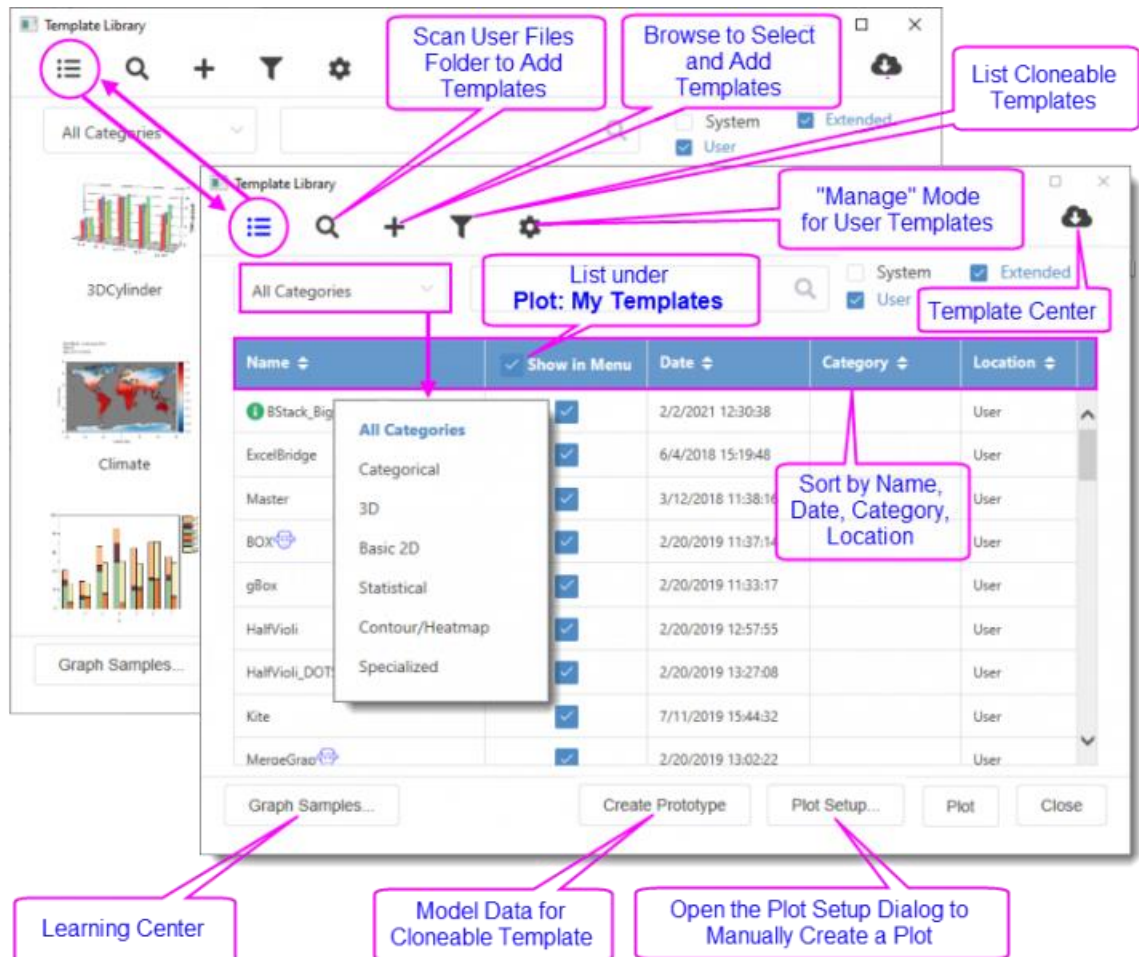 Template Library
Scan User Files
Folder to Add
Templates
Browse to Select
and Add
Templates
List Cloneable
Templates
All Categories
System
Extended
User
3DCylinder
Climate
Graph Samples...
Template Library
"Manage" Mode
for User Templates
All Categories
List under
Plot: My Templates
System
Extended
User
Template Center
Name
Show in Menu
Date
Category
Location
BStack_Big
2/2/2021 12:30:38
User
ExcelBridge
6/4/2018 15:19:48
User
Master
3/12/2018 11:38:16
User
BOX
2/20/2019 11:37:14
User
gBox
2/20/2019 11:33:17
User
HalfVioli
2/20/2019 12:57:55
User
HalfVioli_DOTS
2/20/2019 13:27:08
User
Kite
7/11/2019 15:44:32
User
MergeGrap
2/20/2019 13:02:22
User
All Categories
Categorical
3D
Basic 2D
Statistical
Contour/Heatmap
Specialized
Sort by Name,
Date, Category,
Location
Graph Samples...
Create Prototype
Plot Setup...
Plot
Close
Learning Center
Model Data for
Cloneable Template
Open the Plot Setup Dialog to
Manually Create a Plot